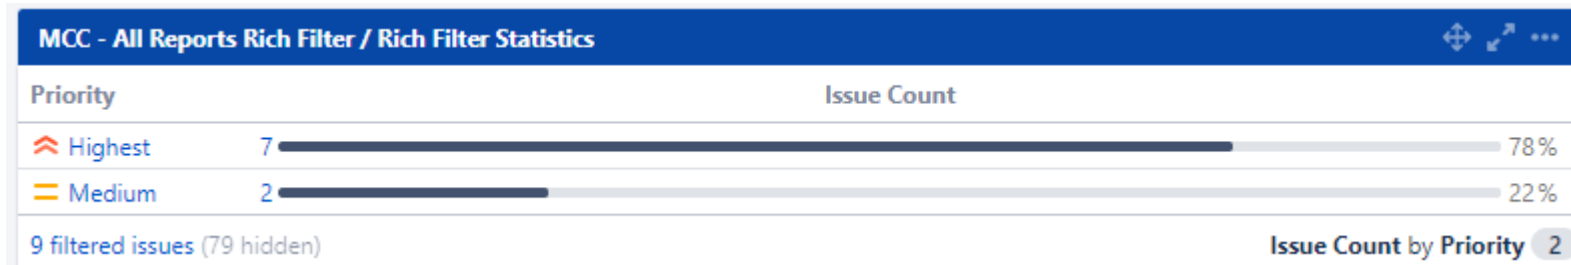 MCC - All Reports Rich Filter / Rich Filter Statistics
Priority Issue Count
Highest 7 78%
Medium 2 22%
9 filtered issues (79 hidden) Issue Count by Priority 2